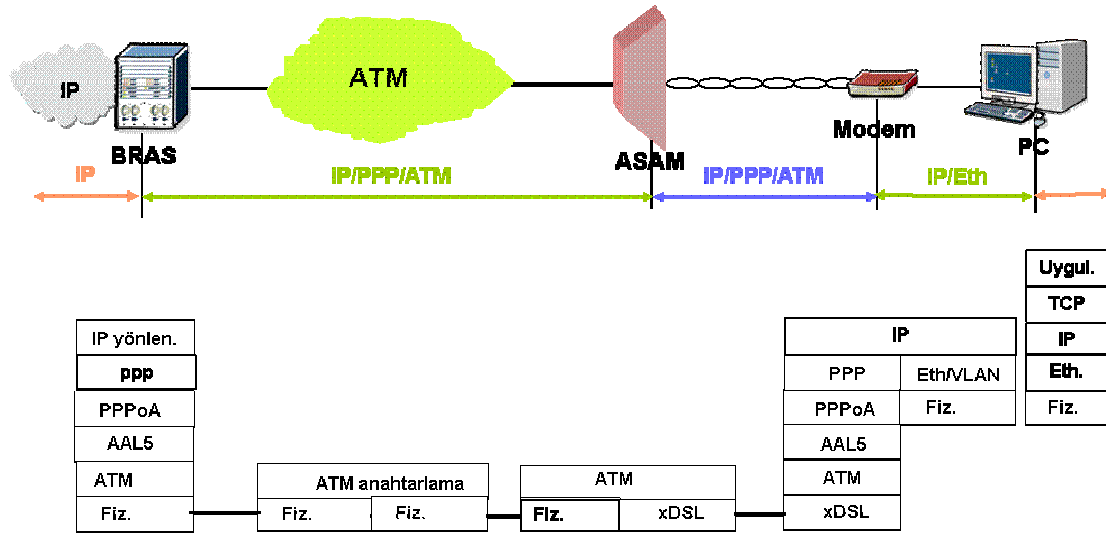 IP
ATM
BRAS
ASAM
Modem
PC
IP
IP/PPP/ATM
IP/PPP/ATM
IP/Eth
Uygul.
TCP
IP
Eth.
Fiz.
IP yönlen.
ppp
PPPoA
AAL5
ATM
Fiz.
ATM anahtarlama
Fiz.
Fiz.
ATM
Fiz.
xDSL
IP
PPP
Eth/VLAN
PPPoA
Fiz.
AAL5
ATM
xDSL